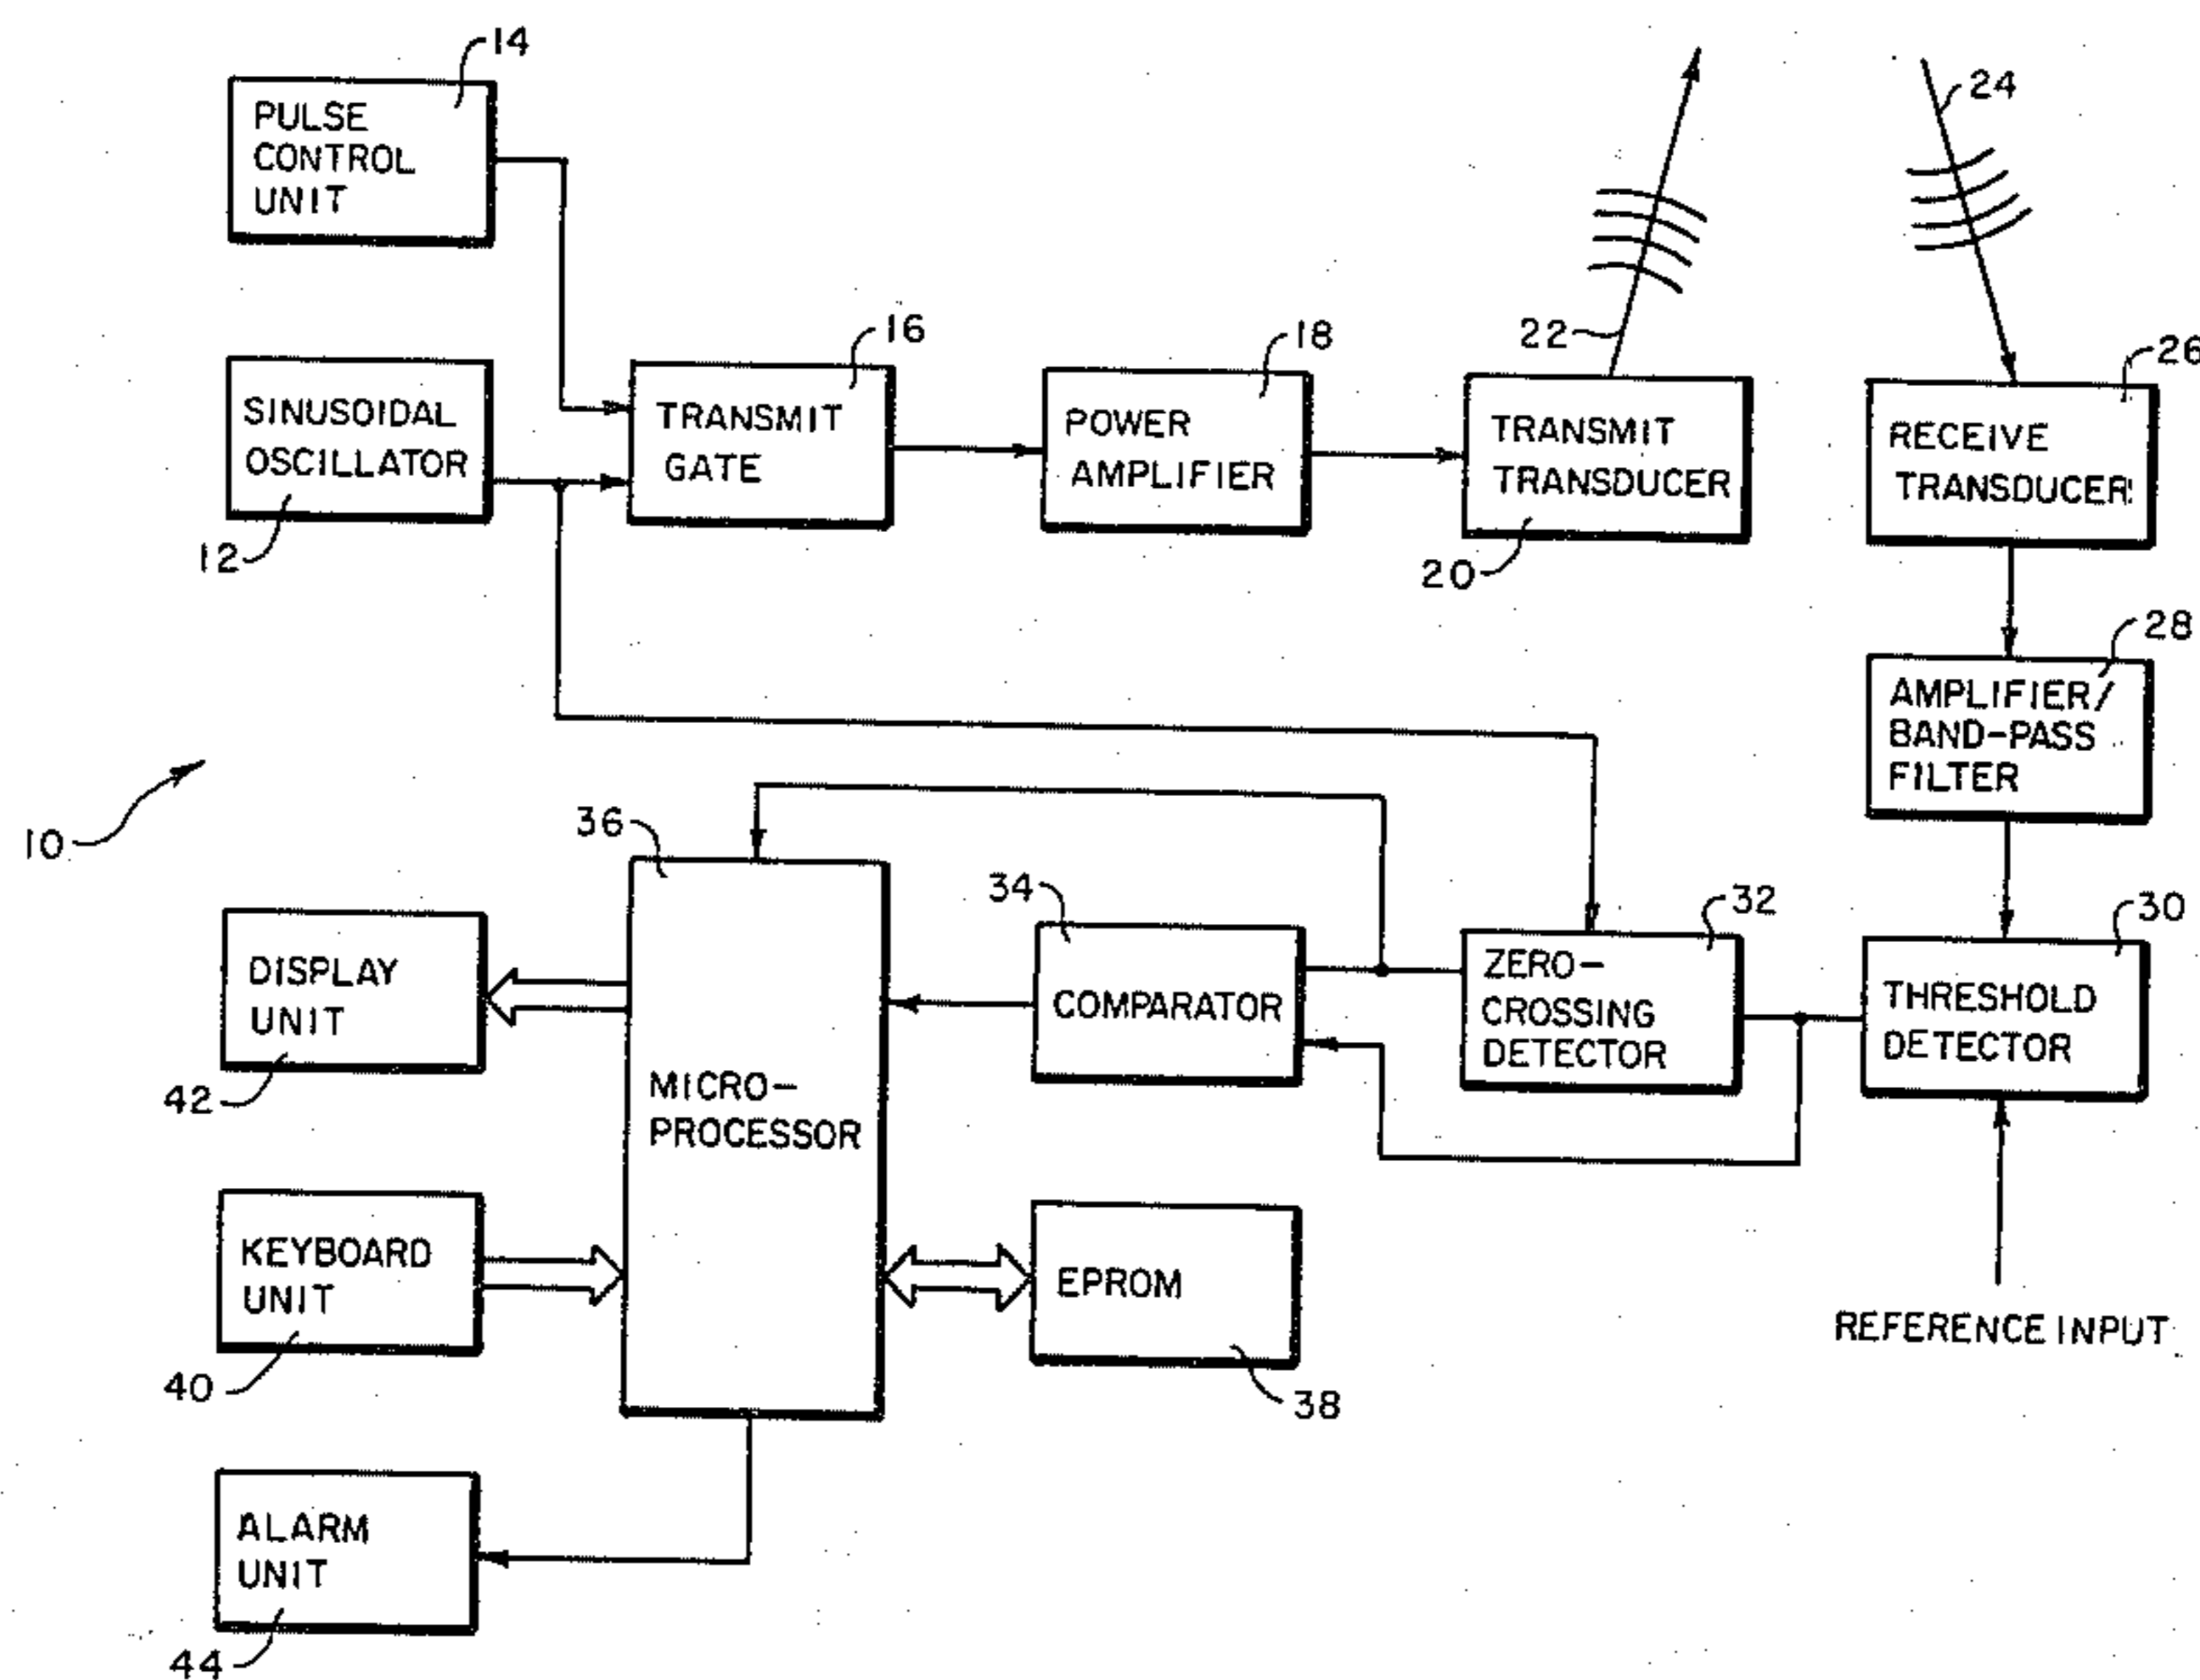 14
PULSE
CONTROL
UNIT
24
16
18
22
26
SINUSOIDAL
OSCILLATOR
TRANSMIT
GATE
POWER
AMPLIFIER
TRANSMIT
TRANSDUCER
RECEIVE
TRANSDUCER
12
20
28
AMPLIFIER/
BAND-PASS
FILTER
10
36
34
32
30
DISPLAY
UNIT
MICRO-
PROCESSOR
COMPARATOR
ZERO-
CROSSING
DETECTOR
THRESHOLD
DETECTOR
42
KEYBOARD
UNIT
EPROM
REFERENCE INPUT
40
38
ALARM
UNIT
44